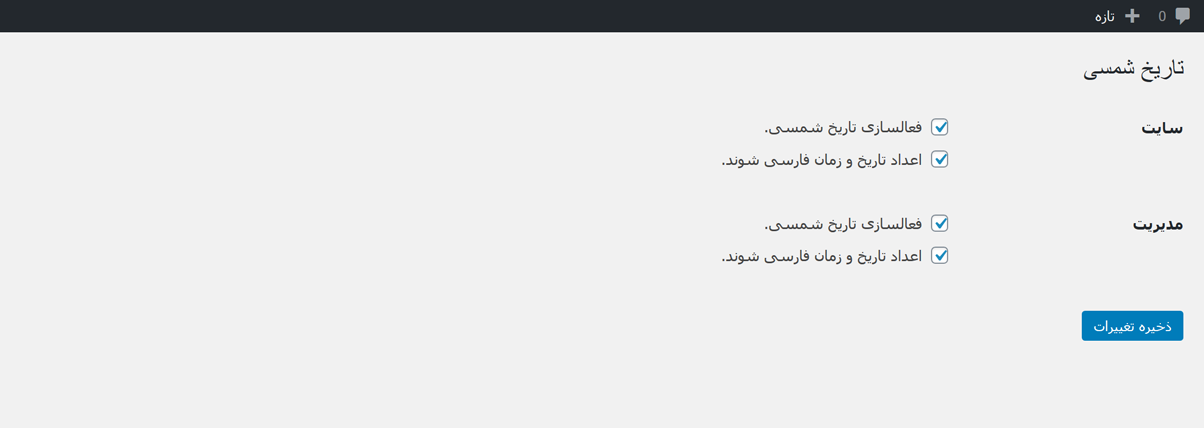 0 تازه
تاریخ شمسی
سایت
فعالسازی تاریخ شمسی.
اعداد تاریخ و زمان فارسی شوند.
مدیریت
فعالسازی تاریخ شمسی.
اعداد تاریخ و زمان فارسی شوند.
ذخیره تغییرات